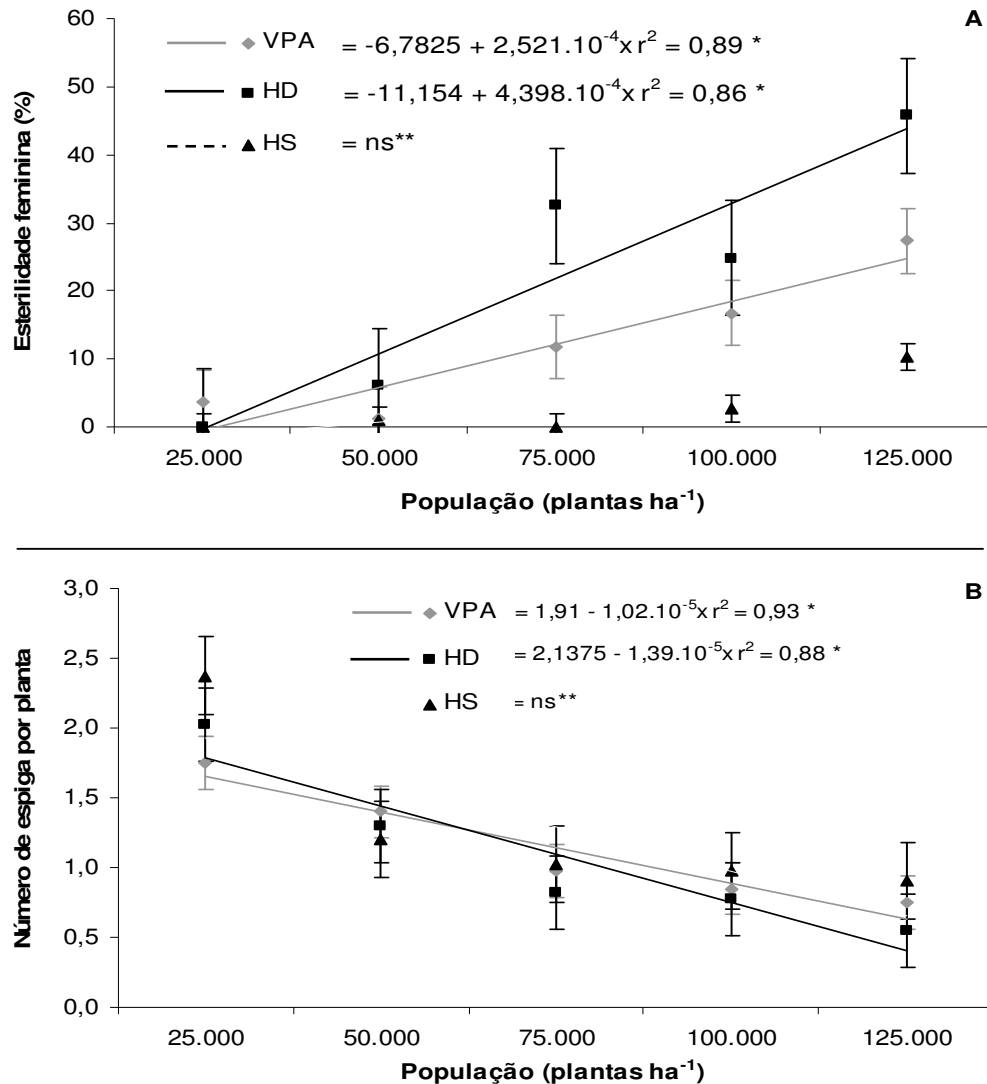 A
60
50
40
30
20
10
0
Esterilidade feminina (%)
VPA = -6,7825 + 2,521.10⁻⁴x r² = 0,89 *
HD = -11,154 + 4,398.10⁻⁴x r² = 0,86 *
HS = ns**
25.000 50.000 75.000 100.000 125.000
População (plantas ha⁻¹)
B
3,0
2,5
2,0
1,5
1,0
0,5
0,0
Número de espiga por planta
VPA = 1,91 - 1,02.10⁻⁵x r² = 0,93 *
HD = 2,1375 - 1,39.10⁻⁵x r² = 0,88 *
HS = ns**
25.000 50.000 75.000 100.000 125.000
População (plantas ha⁻¹)